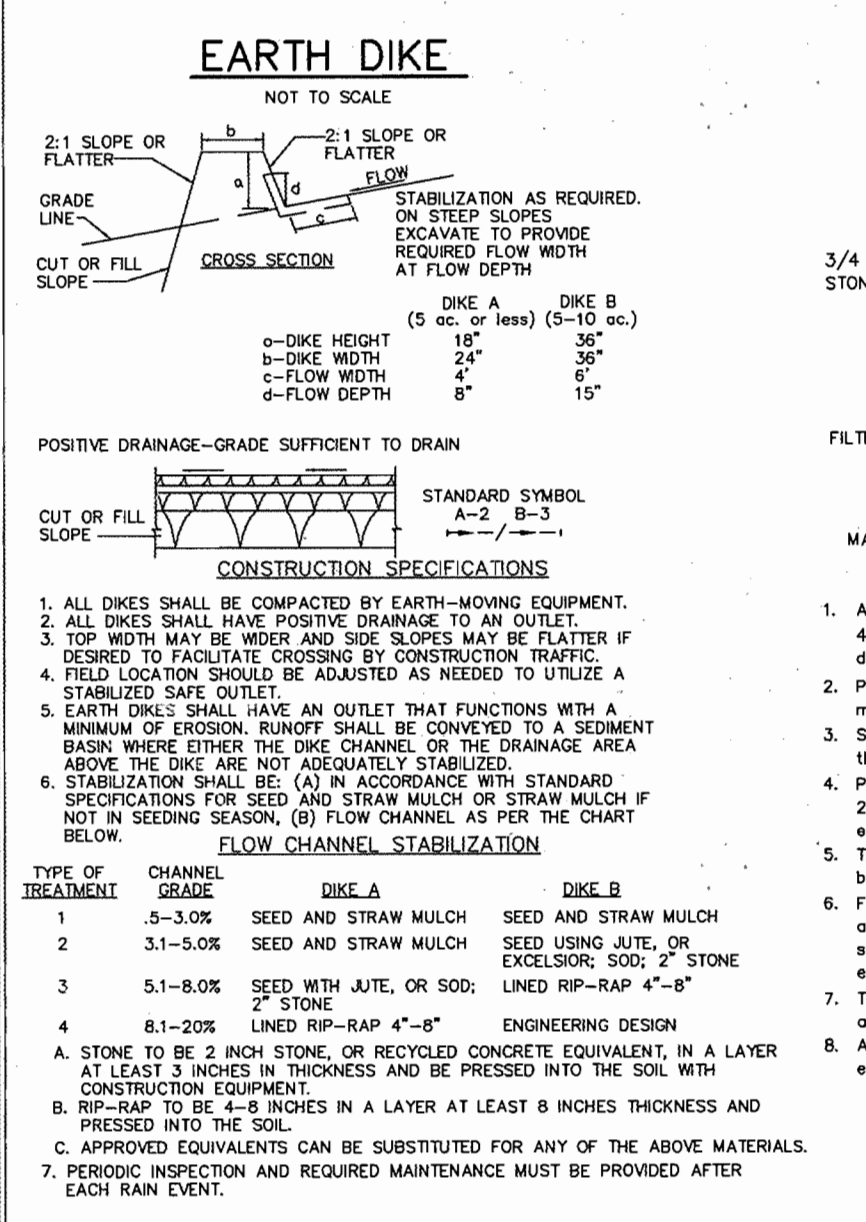 EARTH DIKE
NOT TO SCALE
b
2:1 SLOPE OR
FLATTER
2:1 SLOPE OR
FLATTER
a
d
FLOW
c
GRADE
LINE
CUT OR FILL
SLOPE
CROSS SECTION
STABILIZATION AS REQUIRED.
ON STEEP SLOPES
EXCAVATE TO PROVIDE
REQUIRED FLOW WIDTH
AT FLOW DEPTH
DIKE A DIKE B
(5 ac. or less) (5-10 ac.)
a-DIKE HEIGHT 18" 36"
b-DIKE WIDTH 24" 36"
c-FLOW WIDTH 4' 6'
d-FLOW DEPTH 8" 15"
POSITIVE DRAINAGE-GRADE SUFFICIENT TO DRAIN
CUT OR FILL
SLOPE
STANDARD SYMBOL
A-2 B-3
CONSTRUCTION SPECIFICATIONS
1. ALL DIKES SHALL BE COMPACTED BY EARTH-MOVING EQUIPMENT.
2. ALL DIKES SHALL HAVE POSITIVE DRAINAGE TO AN OUTLET.
3. TOP WIDTH MAY BE WIDER AND SIDE SLOPES MAY BE FLATTER IF
DESIRED TO FACILITATE CROSSING BY CONSTRUCTION TRAFFIC.
4. FIELD LOCATION SHOULD BE ADJUSTED AS NEEDED TO UTILIZE A
STABILIZED SAFE OUTLET.
5. EARTH DIKES SHALL HAVE AN OUTLET THAT FUNCTIONS WITH A
MINIMUM OF EROSION. RUNOFF SHALL BE CONVEYED TO A SEDIMENT
BASIN WHERE EITHER THE DIKE CHANNEL OR THE DRAINAGE AREA
ABOVE THE DIKE ARE NOT ADEQUATELY STABILIZED.
6. STABILIZATION SHALL BE: (A) IN ACCORDANCE WITH STANDARD
SPECIFICATIONS FOR SEED AND STRAW MULCH OR STRAW MULCH IF
NOT IN SEEDING SEASON, (B) FLOW CHANNEL AS PER THE CHART
BELOW.
FLOW CHANNEL STABILIZATION
TYPE OF CHANNEL
TREATMENT GRADE DIKE A DIKE B
1 .5-3.0% SEED AND STRAW MULCH SEED AND STRAW MULCH
2 3.1-5.0% SEED AND STRAW MULCH SEED USING JUTE, OR
EXCELSIOR; SOD; 2" STONE
3 5.1-8.0% SEED WITH JUTE, OR SOD; LINED RIP-RAP 4"-8"
2" STONE
4 8.1-20% LINED RIP-RAP 4"-8" ENGINEERING DESIGN
A. STONE TO BE 2 INCH STONE, OR RECYCLED CONCRETE EQUIVALENT, IN A LAYER
AT LEAST 3 INCHES IN THICKNESS AND BE PRESSED INTO THE SOIL WITH
CONSTRUCTION EQUIPMENT.
B. RIP-RAP TO BE 4-8 INCHES IN A LAYER AT LEAST 8 INCHES THICKNESS AND
PRESSED INTO THE SOIL.
C. APPROVED EQUIVALENTS CAN BE SUBSTITUTED FOR ANY OF THE ABOVE MATERIALS.
7. PERIODIC INSPECTION AND REQUIRED MAINTENANCE MUST BE PROVIDED AFTER
EACH RAIN EVENT.
3/4
1.
2.
3.
4.
2
5.
6.
7.
8.